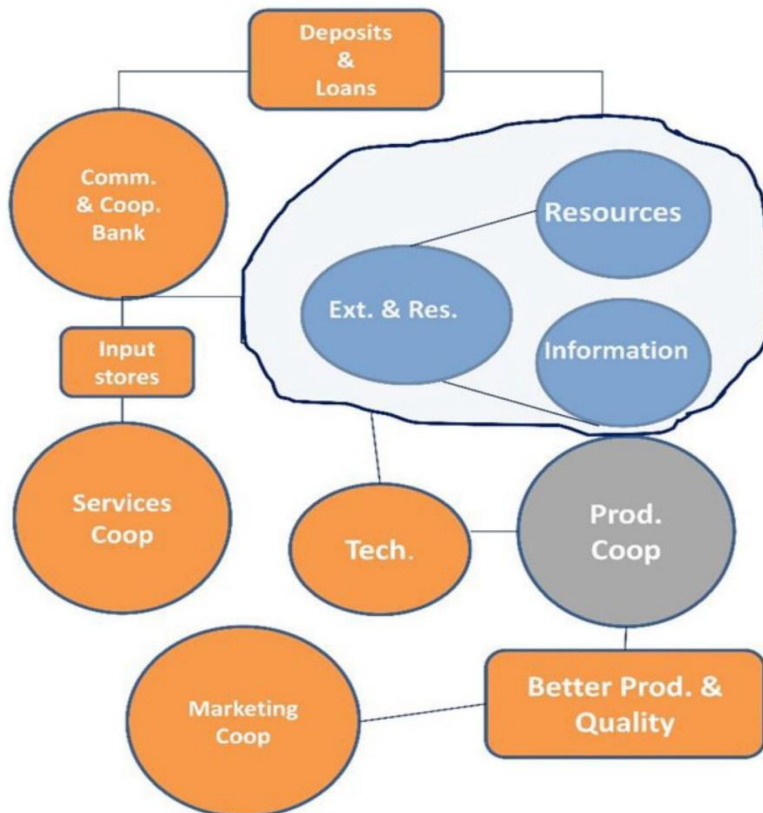 Deposits
&
Loans
Comm.
& Coop.
Bank
Resources
Ext. & Res.
Information
Input
stores
Services
Coop
Tech.
Prod.
Coop
Marketing
Coop
Better Prod. &
Quality